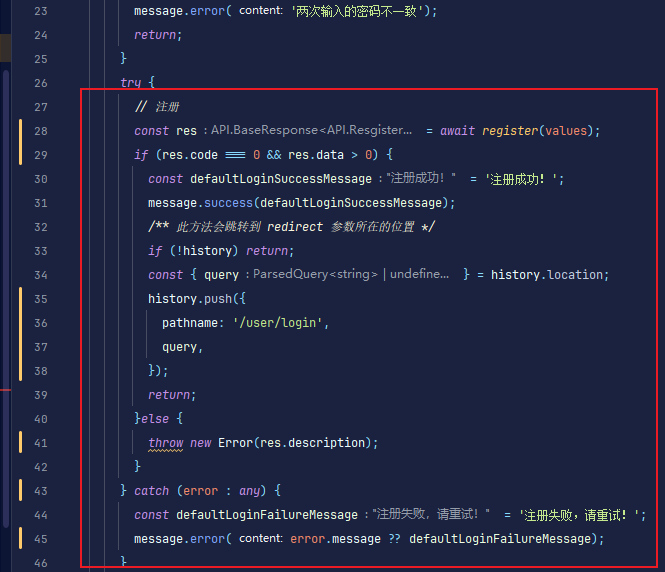 23 message.error( content: '两次输入的密码不一致');
24 return;
25 }
26 try {
27 // 注册
28 const res : API.BaseResponse<API.Resgister... = await register(values);
29 if (res.code === 0 && res.data > 0) {
30 const defaultLoginSuccessMessage : "注册成功！" = '注册成功！';
31 message.success(defaultLoginSuccessMessage);
32 /** 此方法会跳转到 redirect 参数所在的位置 */
33 if (!history) return;
34 const { query : ParsedQuery<string> | undefine... } = history.location;
35 history.push({
36 pathname: '/user/login',
37 query,
38 });
39 return;
40 }else {
41 throw new Error(res.description);
42 }
43 } catch (error : any) {
44 const defaultLoginFailureMessage : "注册失败，请重试！" = '注册失败，请重试！';
45 message.error( content: error.message ?? defaultLoginFailureMessage);
46 }